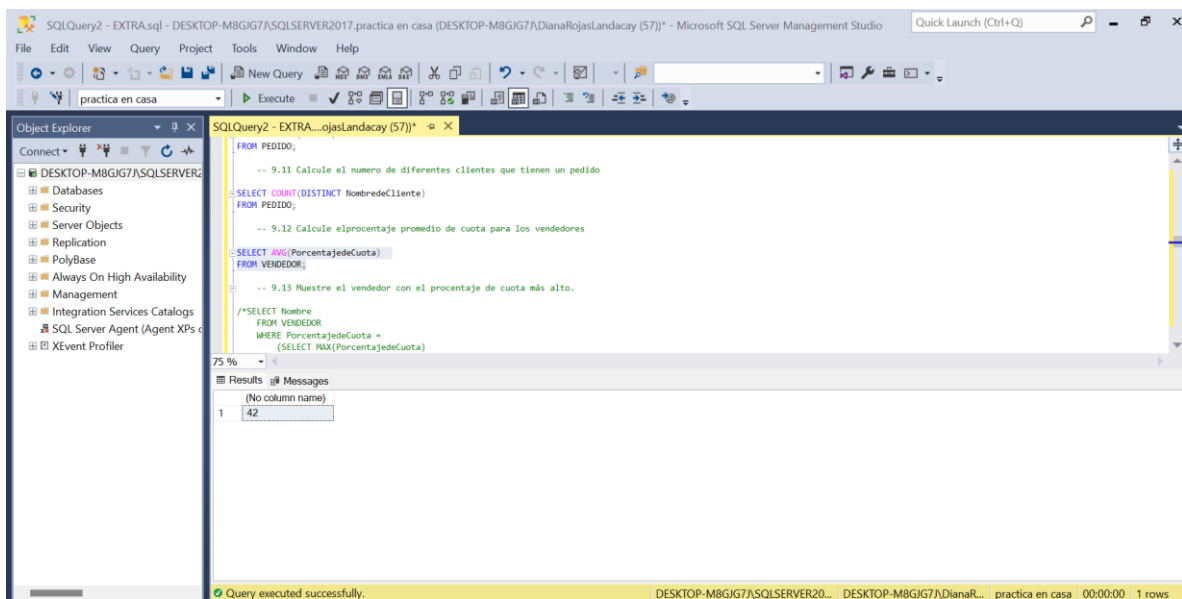 SQLQuery2 - EXTRA.sql - DESKTOP-M8GJG7J\SQLSERVER2017.practica en casa (DESKTOP-M8GJG7J\DianaRojasLandacay (57))* - Microsoft SQL Server Management Studio
Quick Launch (Ctrl+Q)
File Edit View Query Project Tools Window Help
New Query MDX DMX XMLA DAX
practica en casa Execute
Object Explorer
SQLQuery2 - EXTRA....ojasLandacay (57))*
Connect
DESKTOP-M8GJG7J\SQLSERVER2
Databases
Security
Server Objects
Replication
PolyBase
Always On High Availability
Management
Integration Services Catalogs
SQL Server Agent (Agent XPs
XEvent Profiler
FROM PEDIDO;
-- 9.11 Calcule el numero de diferentes clientes que tienen un pedido
SELECT COUNT(DISTINCT NombredeCliente)
FROM PEDIDO;
-- 9.12 Calcule elprocentaje promedio de cuota para los vendedores
SELECT AVG(PorcentajedeCuota)
FROM VENDEDOR;
-- 9.13 Muestre el vendedor con el procentaje de cuota más alto.
/*SELECT Nombre
FROM VENDEDOR
WHERE PorcentajedeCuota =
(SELECT MAX(PorcentajedeCuota)
75 %
Results Messages
(No column name)
1 42
Query executed successfully.
DESKTOP-M8GJG7J\SQLSERVER20... DESKTOP-M8GJG7J\DianaR... practica en casa 00:00:00 1 rows